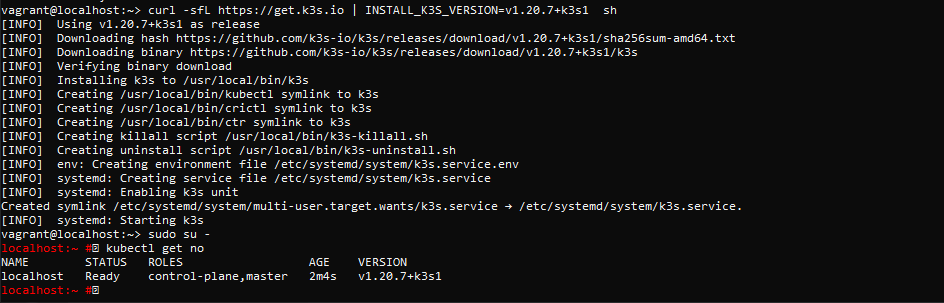 vagrant@localhost:~> curl -sfL https://get.k3s.io | INSTALL_K3S_VERSION=v1.20.7+k3s1  sh
[INFO]  Using v1.20.7+k3s1 as release
[INFO]  Downloading hash https://github.com/k3s-io/k3s/releases/download/v1.20.7+k3s1/sha256sum-amd64.txt
[INFO]  Downloading binary https://github.com/k3s-io/k3s/releases/download/v1.20.7+k3s1/k3s
[INFO]  Verifying binary download
[INFO]  Installing k3s to /usr/local/bin/k3s
[INFO]  Creating /usr/local/bin/kubectl symlink to k3s
[INFO]  Creating /usr/local/bin/crictl symlink to k3s
[INFO]  Creating /usr/local/bin/ctr symlink to k3s
[INFO]  Creating killall script /usr/local/bin/k3s-killall.sh
[INFO]  Creating uninstall script /usr/local/bin/k3s-uninstall.sh
[INFO]  env: Creating environment file /etc/systemd/system/k3s.service.env
[INFO]  systemd: Creating service file /etc/systemd/system/k3s.service
[INFO]  systemd: Enabling k3s unit
Created symlink /etc/systemd/system/multi-user.target.wants/k3s.service → /etc/systemd/system/k3s.service.
[INFO]  systemd: Starting k3s
vagrant@localhost:~> sudo su -
localhost:~ # kubectl get no
NAME        STATUS   ROLES                  AGE    VERSION
localhost   Ready    control-plane,master   2m4s   v1.20.7+k3s1
localhost:~ #